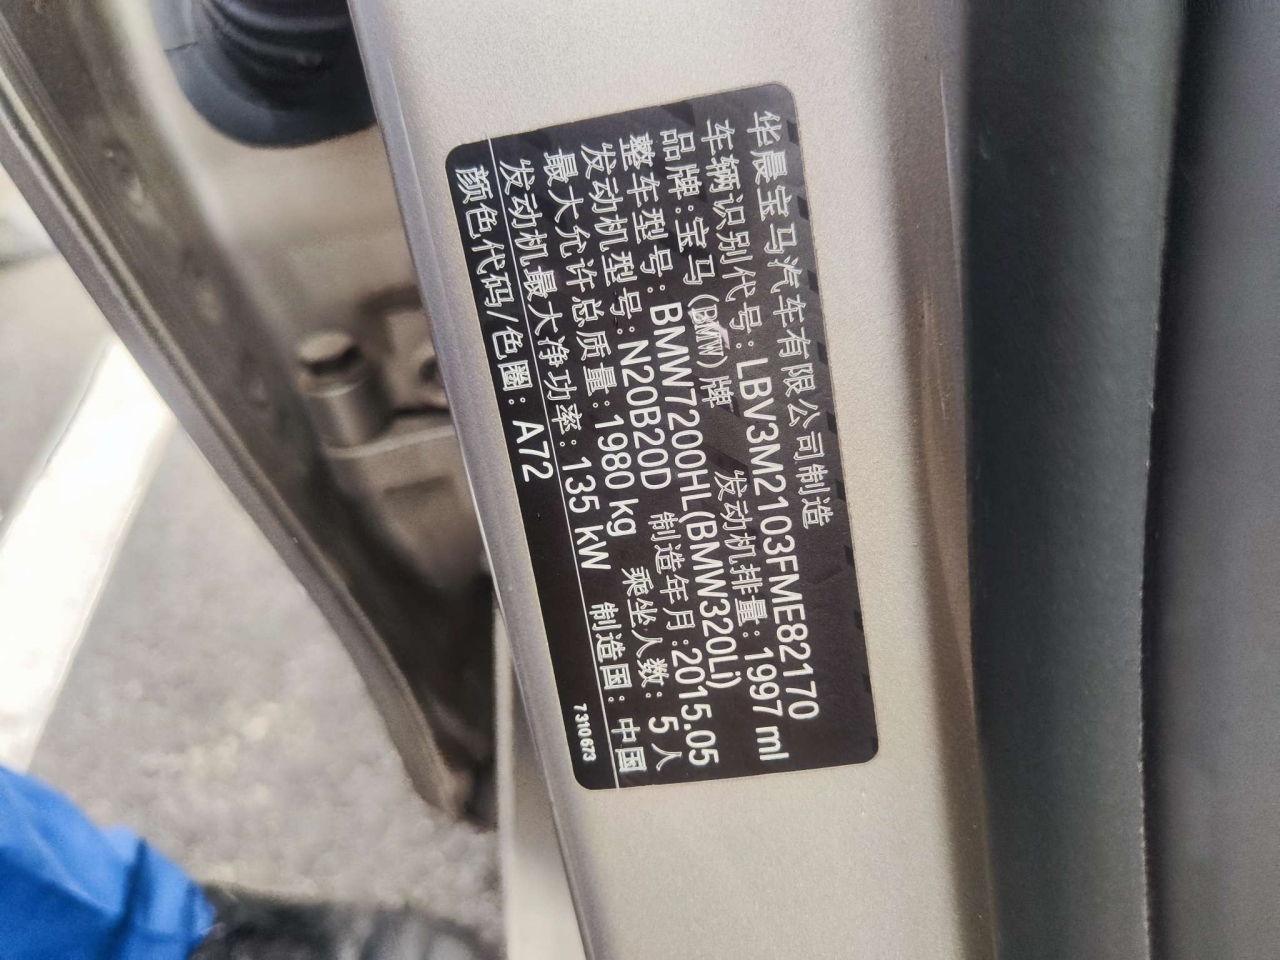 华晨宝马汽车有限公司制造
车辆识别代号: LBV3M2103FME82170
品牌:宝马(BMW)牌 发动机排量: 1997 ml
整车型号: BMW7200HL(BMW320Li)
发动机型号: N20B20D 制造年月:2015.05
最大允许总质量: 1980 kg 乘坐人数: 5 人
发动机最大净功率: 135 kW 制造国: 中国
颜色代码/色圈: A72 7 310 673